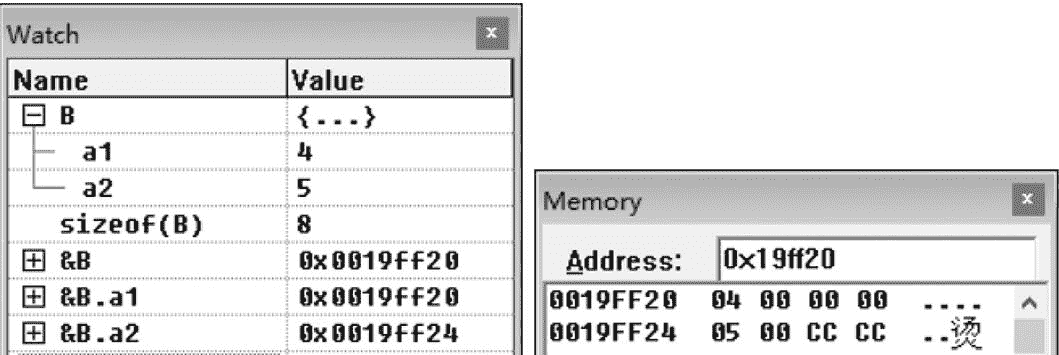 Watch
x
Name Value
B {...}
a1 4
a2 5
sizeof(B) 8
&B 0x0019ff20
&B.a1 0x0019ff20
&B.a2 0x0019ff24
Memory
x
Address: 0x19ff20
0019FF20 04 00 00 00 ....
0019FF24 05 00 CC CC ..烫